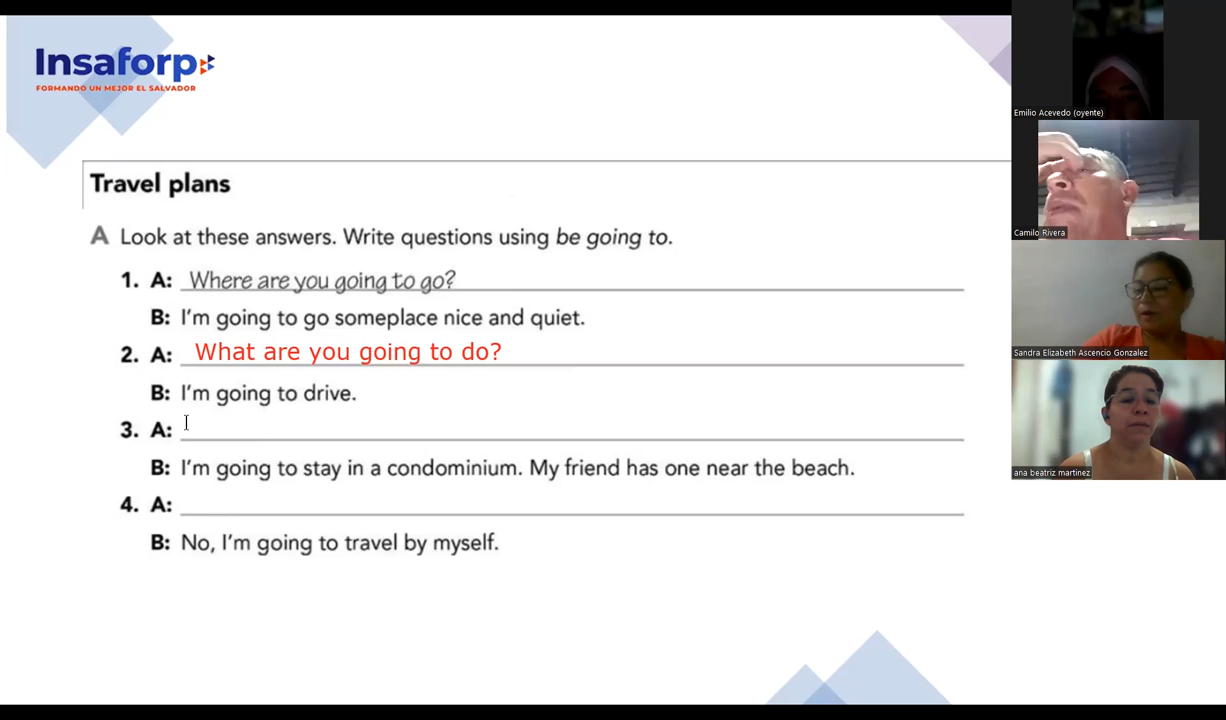 Insaforp
FORMANDO UN MEJOR EL SALVADOR
Travel plans
A Look at these answers. Write questions using be going to.
1. A: Where are you going to go?
B: I'm going to go someplace nice and quiet.
2. A: What are you going to do?
B: I'm going to drive.
3. A:
B: I'm going to stay in a condominium. My friend has one near the beach.
4. A:
B: No, I'm going to travel by myself.
Emilio Acevedo (oyente)
Camilo Rivera
Sandra Elizabeth Ascencio Gonzalez
ana beatriz martinez